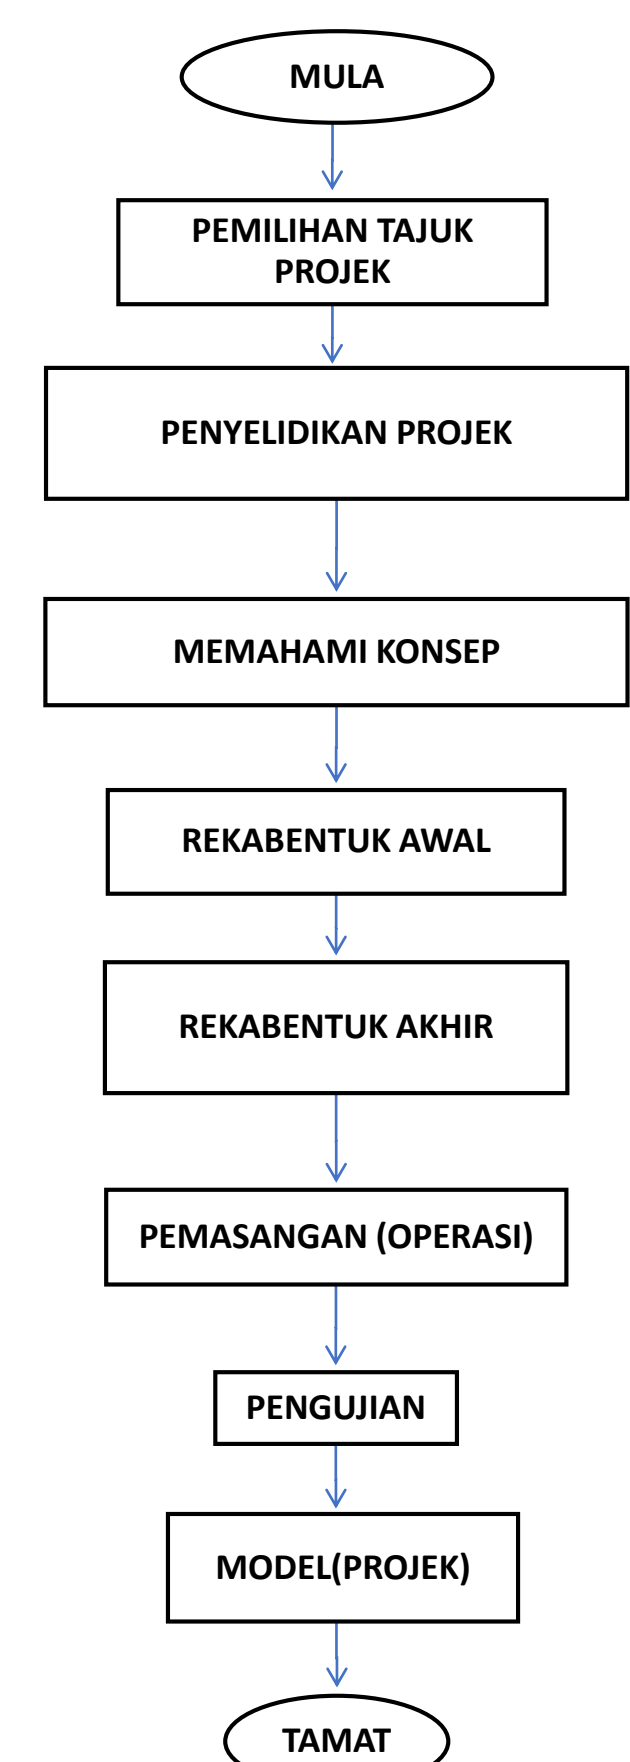 MULA
PEMILIHAN TAJUK
PROJEK
PENYELIDIKAN PROJEK
MEMAHAMI KONSEP
REKABENTUK AWAL
REKABENTUK AKHIR
PEMASANGAN (OPERASI)
PENGUJIAN
MODEL(PROJEK)
TAMAT